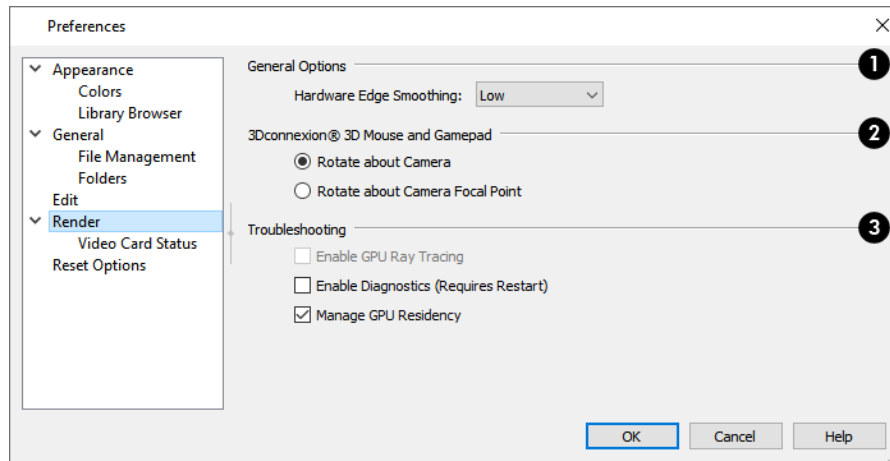 Preferences
Appearance
Colors
Library Browser
General
File Management
Folders
Edit
Render
Video Card Status
Reset Options
General Options
1
Hardware Edge Smoothing: Low
3Dconnexion® 3D Mouse and Gamepad
2
Rotate about Camera
Rotate about Camera Focal Point
Troubleshooting
3
Enable GPU Ray Tracing
Enable Diagnostics (Requires Restart)
Manage GPU Residency
OK Cancel Help